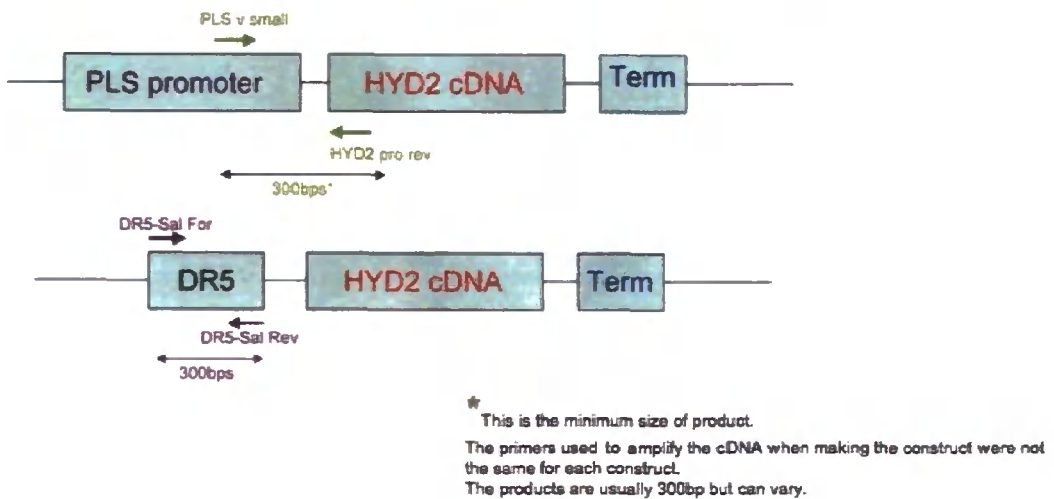 PLS v small
PLS promoter HYD2 cDNA Term
HYD2 pro rev
300bps*
DR5-Sal For
DR5 HYD2 cDNA Term
DR5-Sal Rev
300bps
*
This is the minimum size of product.
The primers used to amplify the cDNA when making the construct were not
the same for each construct.
The products are usually 300bp but can vary.